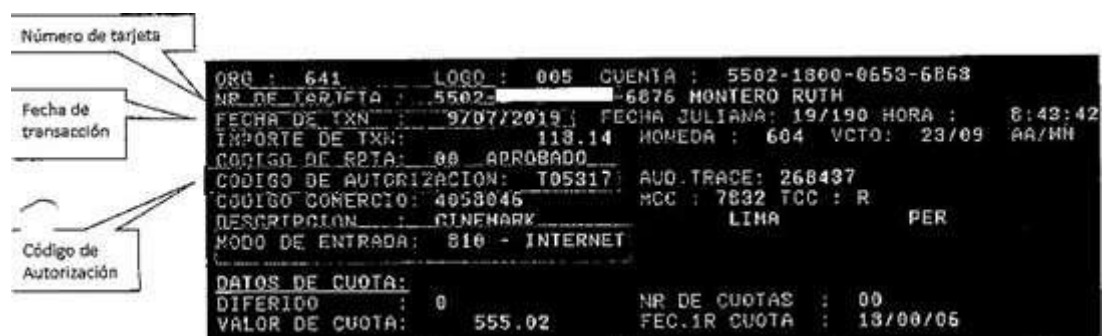 Número de tarjeta
Fecha de transacción
Código de Autorización
ORG : 641 LOGO : 005 CUENTA : 5502-1800-0653-6868
NR DE TARJETA : 5502- -6876 MONTERO RUTH
FECHA DE TXN 9/07/2019 FECHA JULIANA: 19/190 HORA : 8:43:42
IMPORTE DE TXN: 118.14 MONEDA : 604 VCTO: 23/09 AA/MM
CODIGO DE RPTA: 00 APROBADO
CODIGO DE AUTORIZACION: T05317 AUD.TRACE: 268437
CODIGO COMERCIO: 4058046 MCC : 7832 TCC : R
DESCRIPCION : CINEMARK LIMA PER
MODO DE ENTRADA: 810 - INTERNET
DATOS DE CUOTA:
DIFERIDO : 0 NR DE CUOTAS : 00
VALOR DE CUOTA: 555.02 FEC.1R CUOTA : 13/08/06